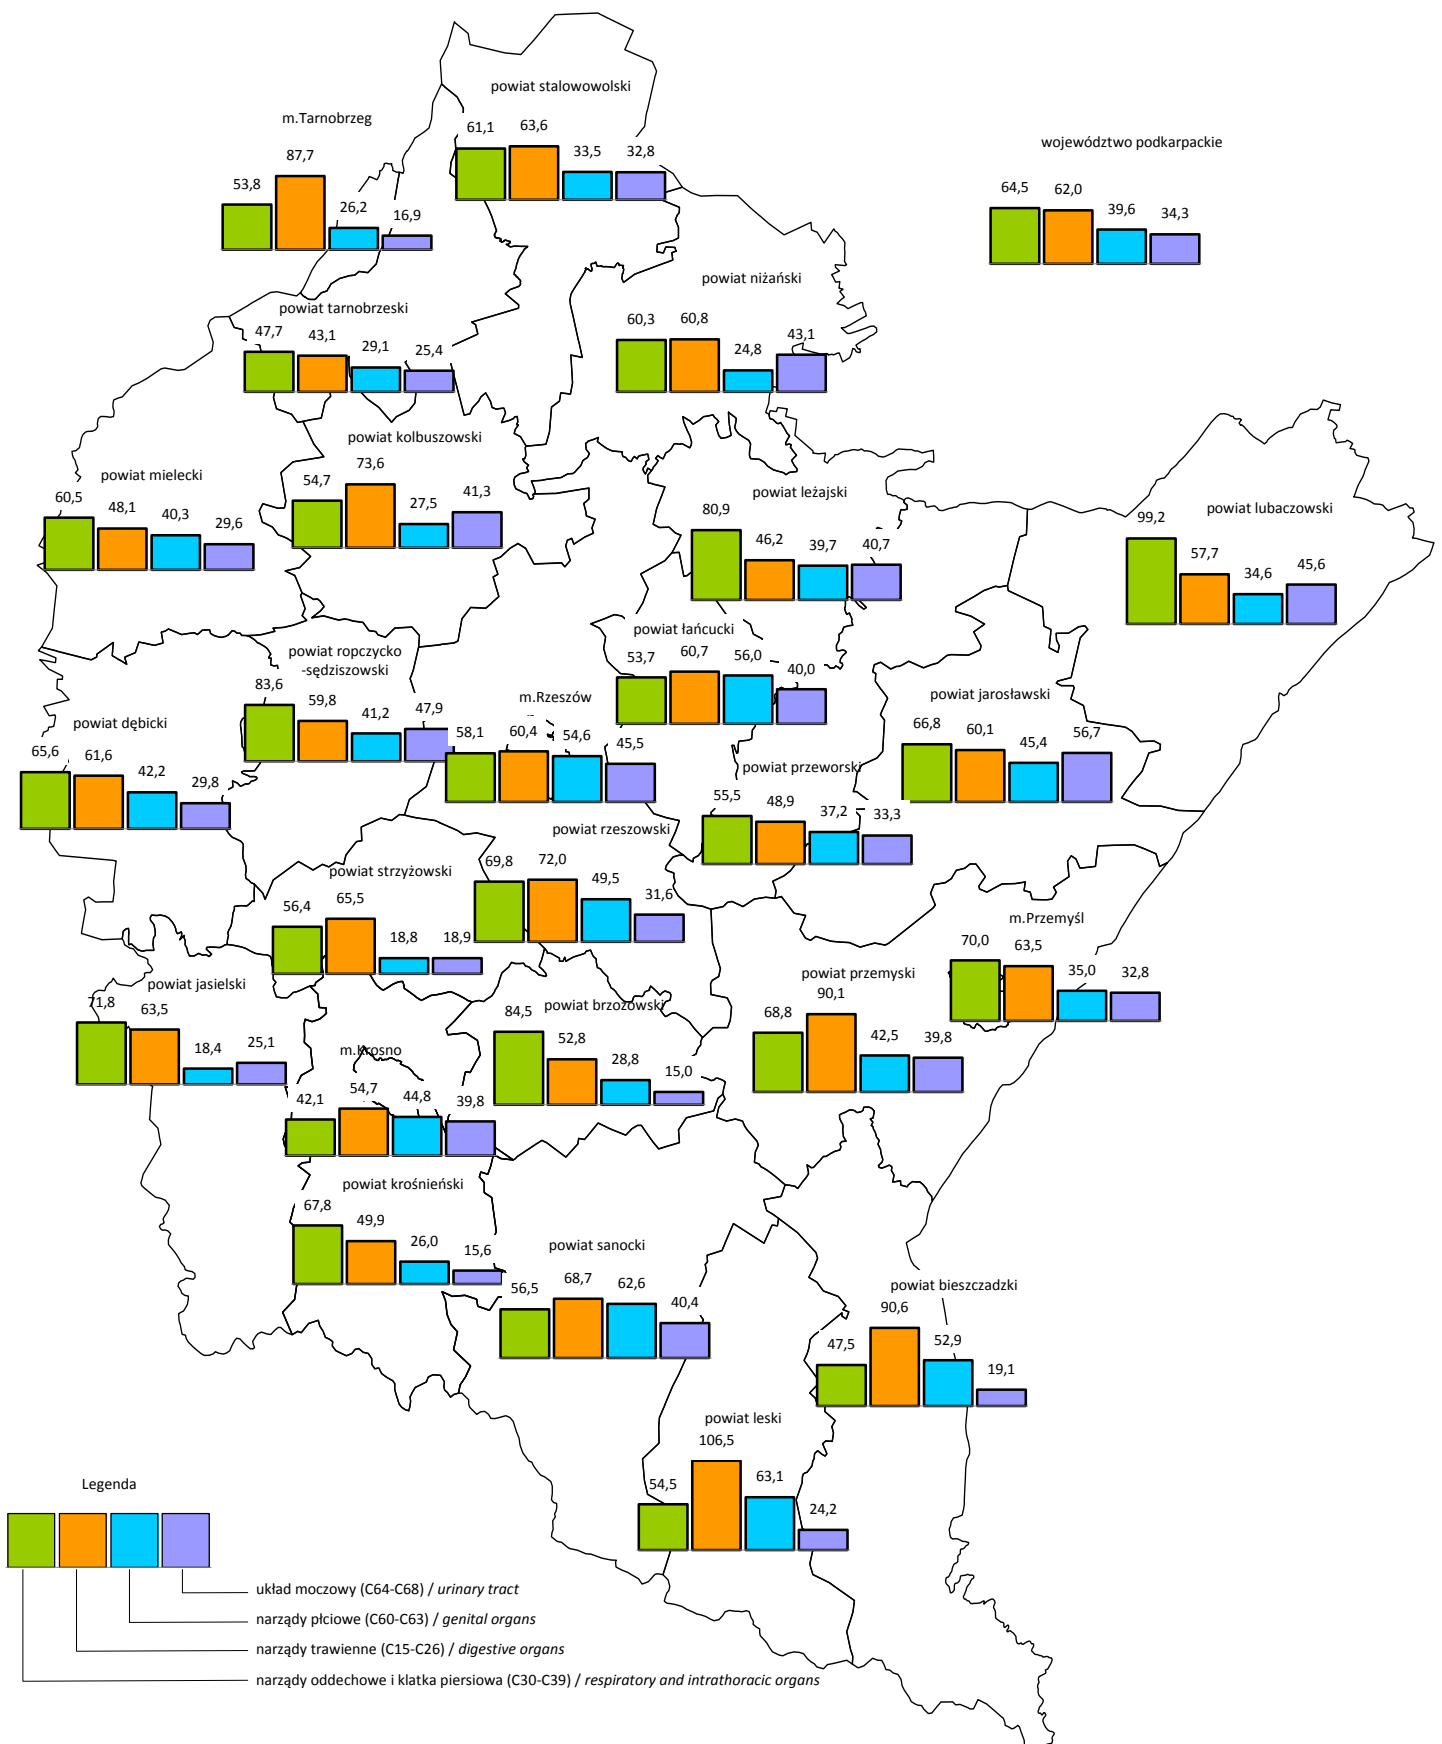 powiat stalowowolski
61,1 63,6 33,5 32,8
m.Tarnobrzeg
53,8 87,7 26,2 16,9
województwo podkarpackie
64,5 62,0 39,6 34,3
powiat niżański
60,3 60,8 24,8 43,1
powiat tarnobrzeski
47,7 43,1 29,1 25,4
powiat kolbuszowski
54,7 73,6 27,5 41,3
powiat mielecki
60,5 48,1 40,3 29,6
powiat leżajski
80,9 46,2 39,7 40,7
powiat lubaczowski
99,2 57,7 34,6 45,6
powiat łańcucki
53,7 60,7 56,0 40,0
powiat ropczycko
-sędziszowski
83,6 59,8 41,2 47,9
m.Rzeszów
58,1 60,4 54,6 45,5
powiat jarosławski
66,8 60,1 45,4 56,7
powiat dębicki
65,6 61,6 42,2 29,8
powiat przeworski
55,5 48,9 37,2 33,3
powiat rzeszowski
69,8 72,0 49,5 31,6
powiat strzyżowski
56,4 65,5 18,8 18,9
m.Przemyśl
70,0 63,5 35,0 32,8
powiat przemyski
68,8 90,1 42,5 39,8
powiat jasielski
71,8 63,5 18,4 25,1
powiat brzozowski
84,5 52,8 28,8 15,0
m.Krosno
42,1 54,7 44,8 39,8
powiat krośnieński
67,8 49,9 26,0 15,6
powiat sanocki
56,5 68,7 62,6 40,4
powiat bieszczadzki
47,5 90,6 52,9 19,1
powiat leski
54,5 106,5 63,1 24,2
Legenda
układ moczowy (C64-C68) / urinary tract
narządy płciowe (C60-C63) / genital organs
narządy trawienne (C15-C26) / digestive organs
narządy oddechowe i klatka piersiowa (C30-C39) / respiratory and intrathoracic organs